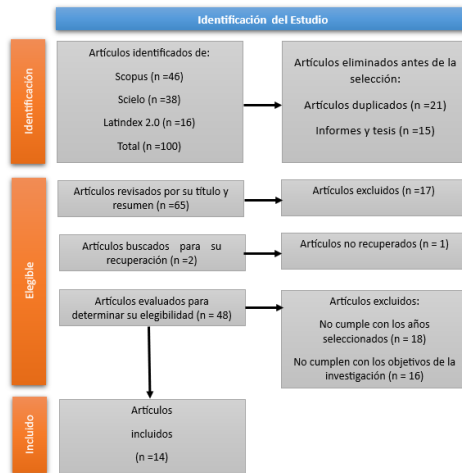 Identificación del Estudio
Identificación
Artículos identificados de:
Scopus (n =46)
Scielo (n =38)
Latindex 2.0 (n =16)
Total (n =100)
Artículos eliminados antes de la
selección:
Artículos duplicados (n =21)
Informes y tesis (n =15)
Elegible
Artículos revisados por su título y
resumen (n =65)
Artículos excluidos (n =17)
Artículos buscados para su
recuperación (n =2)
Artículos no recuperados (n = 1)
Artículos evaluados para
determinar su elegibilidad (n = 48)
Artículos excluidos:
No cumple con los años
seleccionados (n = 18)
No cumplen con los objetivos de la
investigación (n = 16)
Incluido
Artículos
incluidos
(n =14)